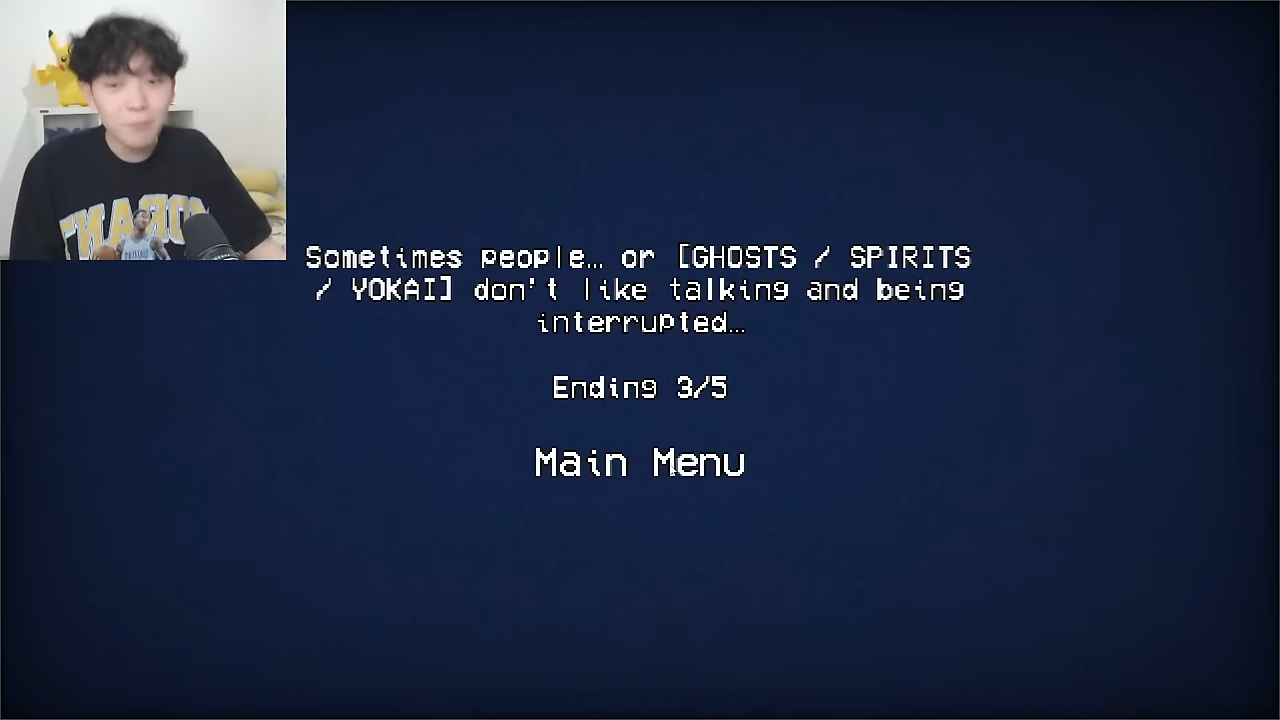 Sometimes people… or [GHOSTS / SPIRITS
/ YOKAI] don't like talking and being
interrupted…
Ending 3/5
Main Menu